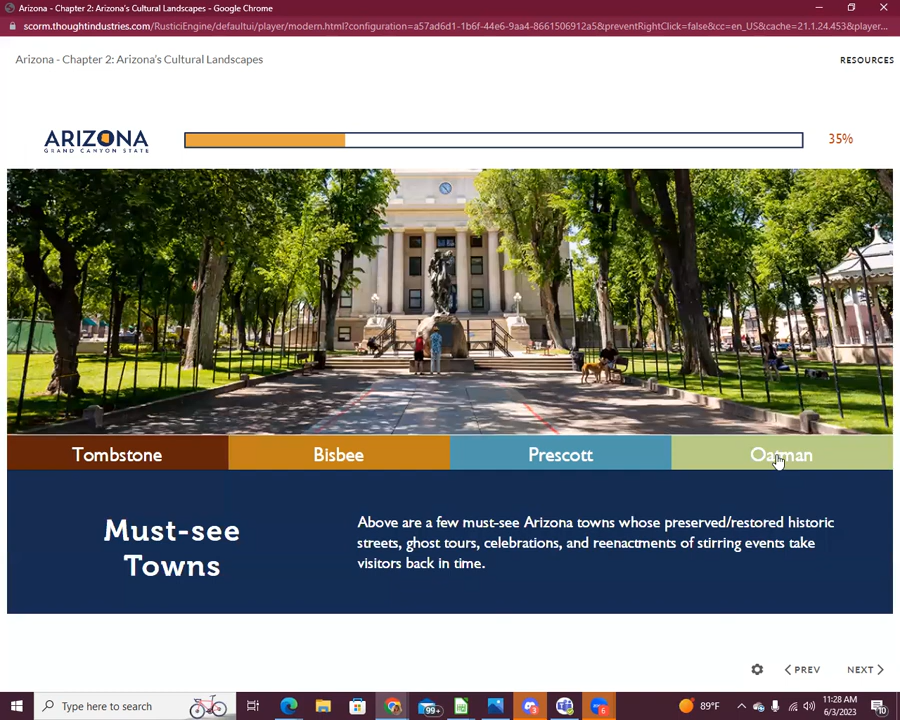 Arizona - Chapter 2: Arizona's Cultural Landscapes - Google Chrome
scorm.thoughtindustries.com/RusticiEngine/defaultui/player/modern.html?configuration=a57ad6d1-1b6f-44e6-9aa4-8661506912a5&preventRightClick=false&cc=en_US&cache=21.1.24.453&player...
Arizona - Chapter 2: Arizona's Cultural Landscapes
RESOURCES
ARIZONA
GRAND CANYON STATE
35%
Tombstone
Bisbee
Prescott
Oatman
Must-see
Towns
Above are a few must-see Arizona towns whose preserved/restored historic
streets, ghost tours, celebrations, and reenactments of stirring events take
visitors back in time.
PREV
NEXT
Type here to search
99+
3
6
89°F
11:28 AM
6/3/2023
10